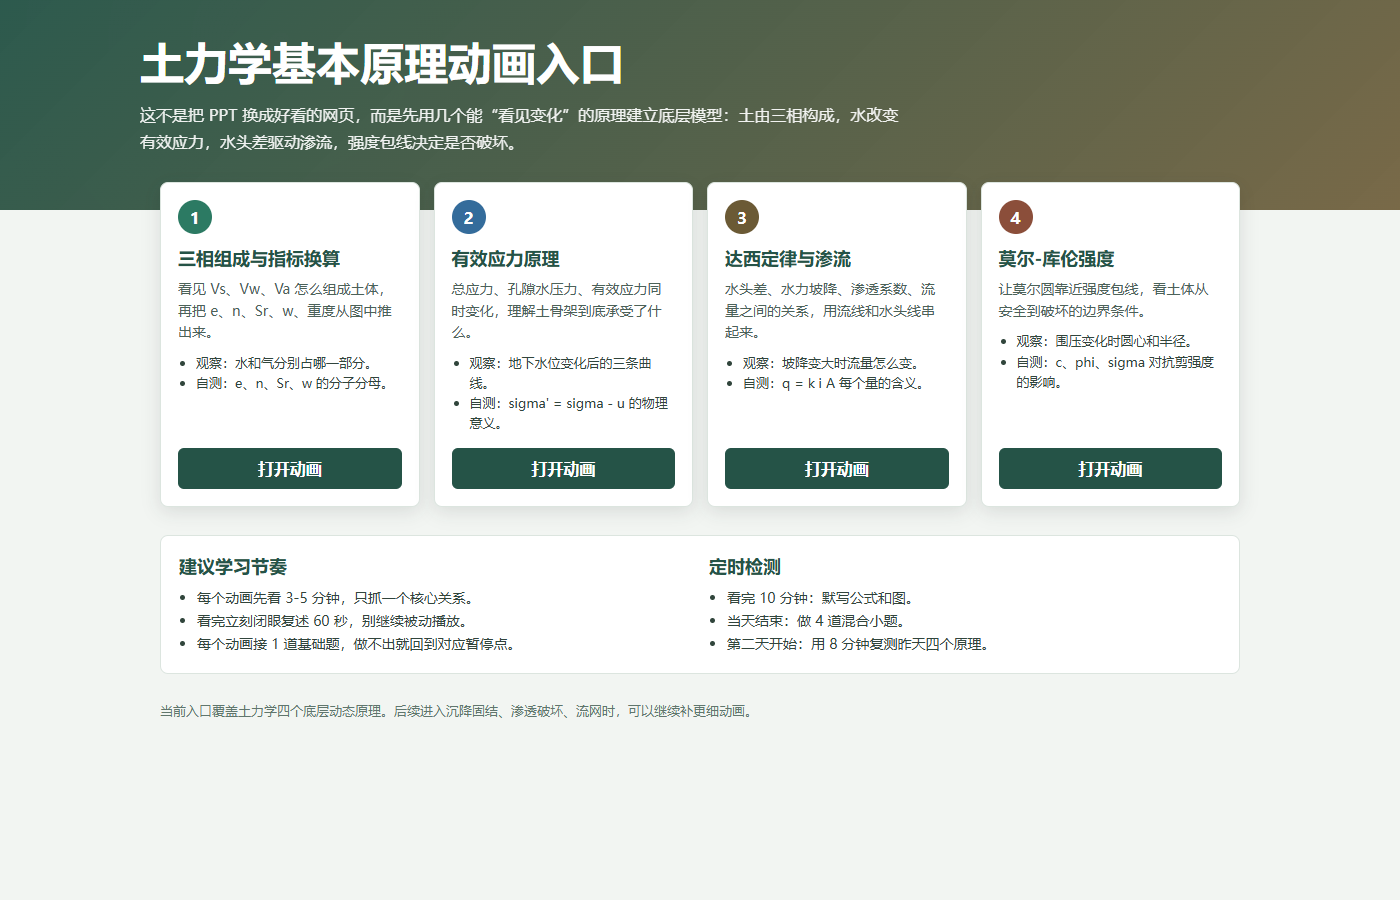 土力学基本原理动画入口
这不是把 PPT 换成好看的网页，而是先用几个能“看见变化”的原理建立底层模型：土由三相构成，水改变
有效应力，水头差驱动渗流，强度包线决定是否破坏。
1
三相组成与指标换算
看见 Vs、Vw、Va 怎么组成土体，
再把 e、n、Sr、w、重度从图中推
出来。
• 观察：水和气分别占哪一部分。
• 自测：e、n、Sr、w 的分子分母。
打开动画
2
有效应力原理
总应力、孔隙水压力、有效应力同
时变化，理解土骨架到底承受了什
么。
• 观察：地下水位变化后的三条曲
线。
• 自测：sigma' = sigma - u 的物理
意义。
打开动画
3
达西定律与渗流
水头差、水力坡降、渗透系数、流
量之间的关系，用流线和水头线串
起来。
• 观察：坡降变大时流量怎么变。
• 自测：q = k i A 每个量的含义。
打开动画
4
莫尔-库伦强度
让莫尔圆靠近强度包线，看土体从
安全到破坏的边界条件。
• 观察：围压变化时圆心和半径。
• 自测：c、phi、sigma 对抗剪强度
的影响。
打开动画
建议学习节奏
• 每个动画先看 3-5 分钟，只抓一个核心关系。
• 看完立刻闭眼复述 60 秒，别继续被动播放。
• 每个动画接 1 道基础题，做不出就回到对应暂停点。
定时检测
• 看完 10 分钟：默写公式和图。
• 当天结束：做 4 道混合小题。
• 第二天开始：用 8 分钟复测昨天四个原理。
当前入口覆盖土力学四个底层动态原理。后续进入沉降固结、渗透破坏、流网时，可以继续补更细动画。